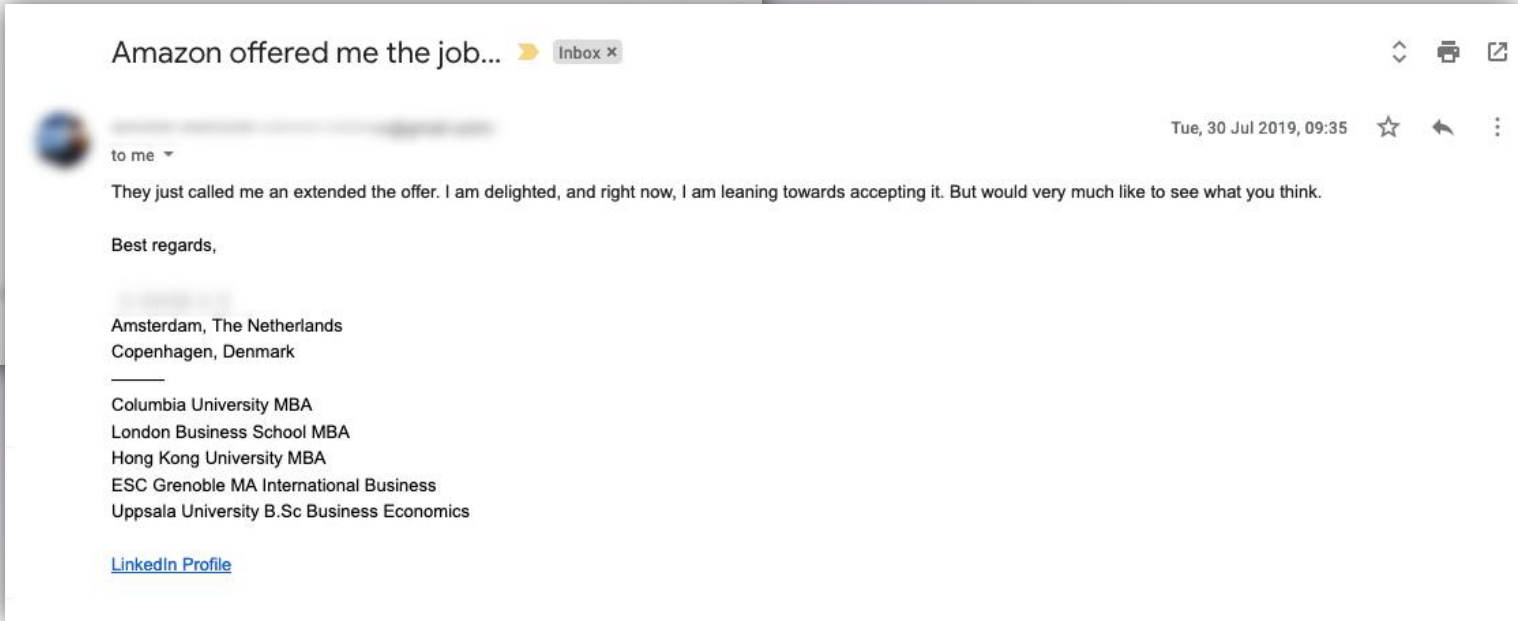 Amazon offered me the job...
Inbox ×
Tue, 30 Jul 2019, 09:35
to me
They just called me an extended the offer. I am delighted, and right now, I am leaning towards accepting it. But would very much like to see what you think.
Best regards,
Amsterdam, The Netherlands
Copenhagen, Denmark
Columbia University MBA
London Business School MBA
Hong Kong University MBA
ESC Grenoble MA International Business
Uppsala University B.Sc Business Economics
LinkedIn Profile